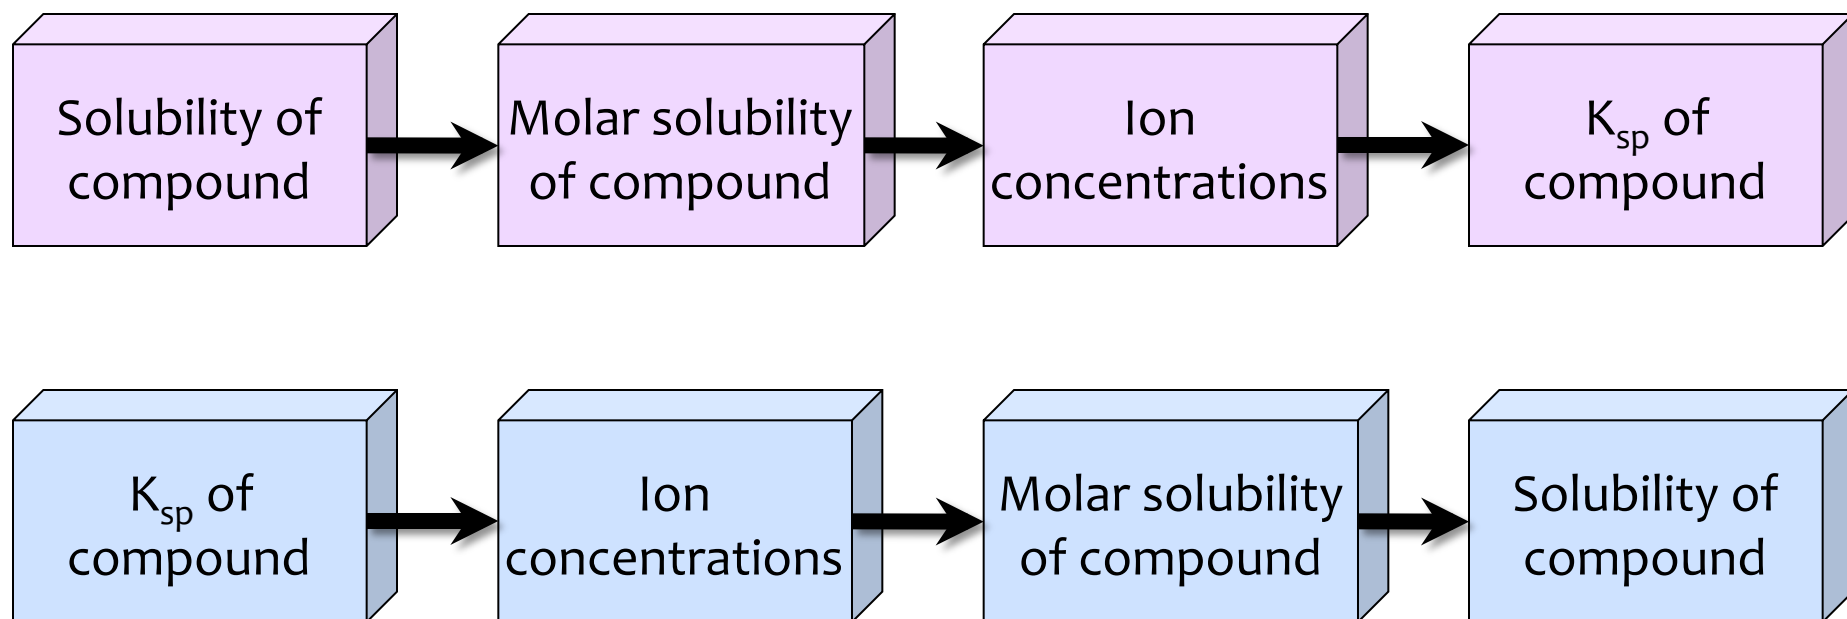 Solubility of
compound
Molar solubility
of compound
Ion
concentrations
Ksp of
compound
Ksp of
compound
Ion
concentrations
Molar solubility
of compound
Solubility of
compound